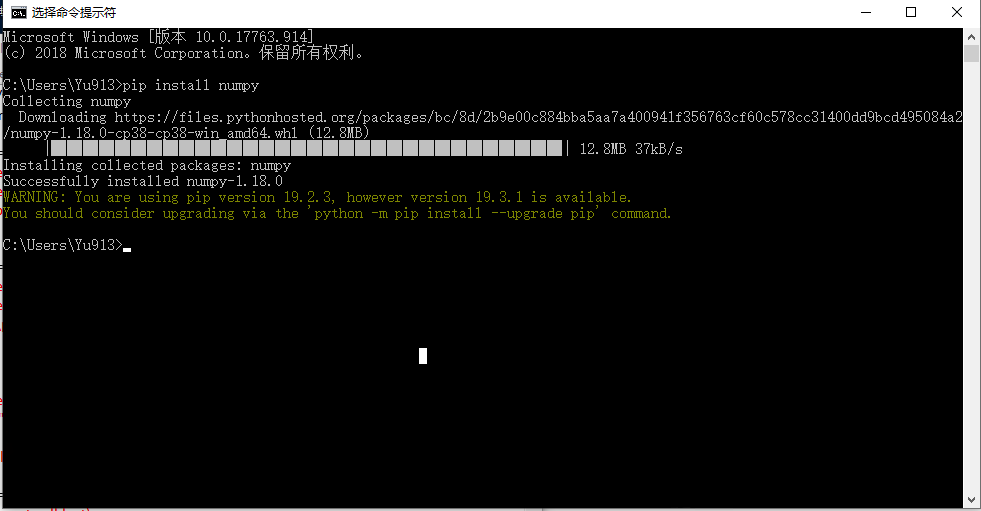 选择命令提示符
Microsoft Windows [版本 10.0.17763.914]
(c) 2018 Microsoft Corporation。保留所有权利。
C:\Users\Yu913>pip install numpy
Collecting numpy
Downloading https://files.pythonhosted.org/packages/bc/8d/2b9e00c884bba5aa7a400941f356763cf60c578cc31400dd9bcd495084a2
/numpy-1.18.0-cp38-cp38-win_amd64.whl (12.8MB)
| 12.8MB 37kB/s
Installing collected packages: numpy
Successfully installed numpy-1.18.0
WARNING: You are using pip version 19.2.3, however version 19.3.1 is available.
You should consider upgrading via the 'python -m pip install --upgrade pip' command.
C:\Users\Yu913>